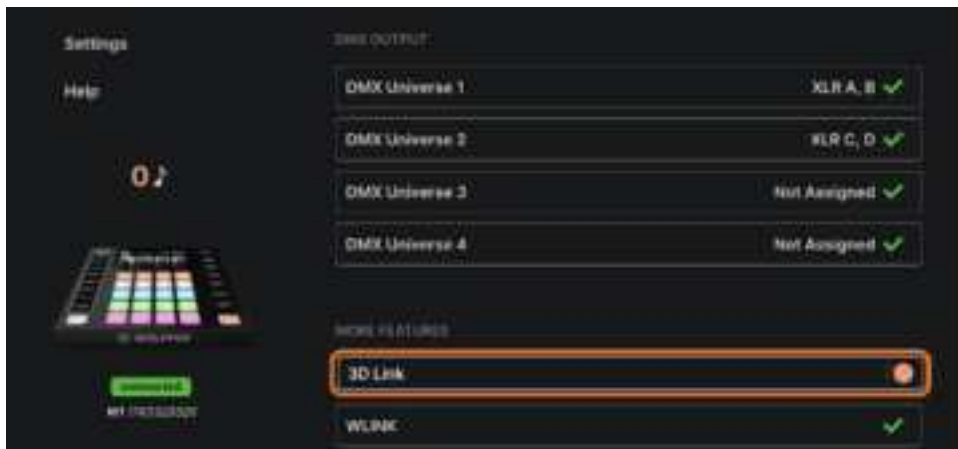 Settings
Help
0
DMX OUTPUT
DMX Universe 1 XLR A, B
DMX Universe 2 XLR C, D
DMX Universe 3 Not Assigned
DMX Universe 4 Not Assigned
MORE FEATURES
3D Link
WLINK
connected